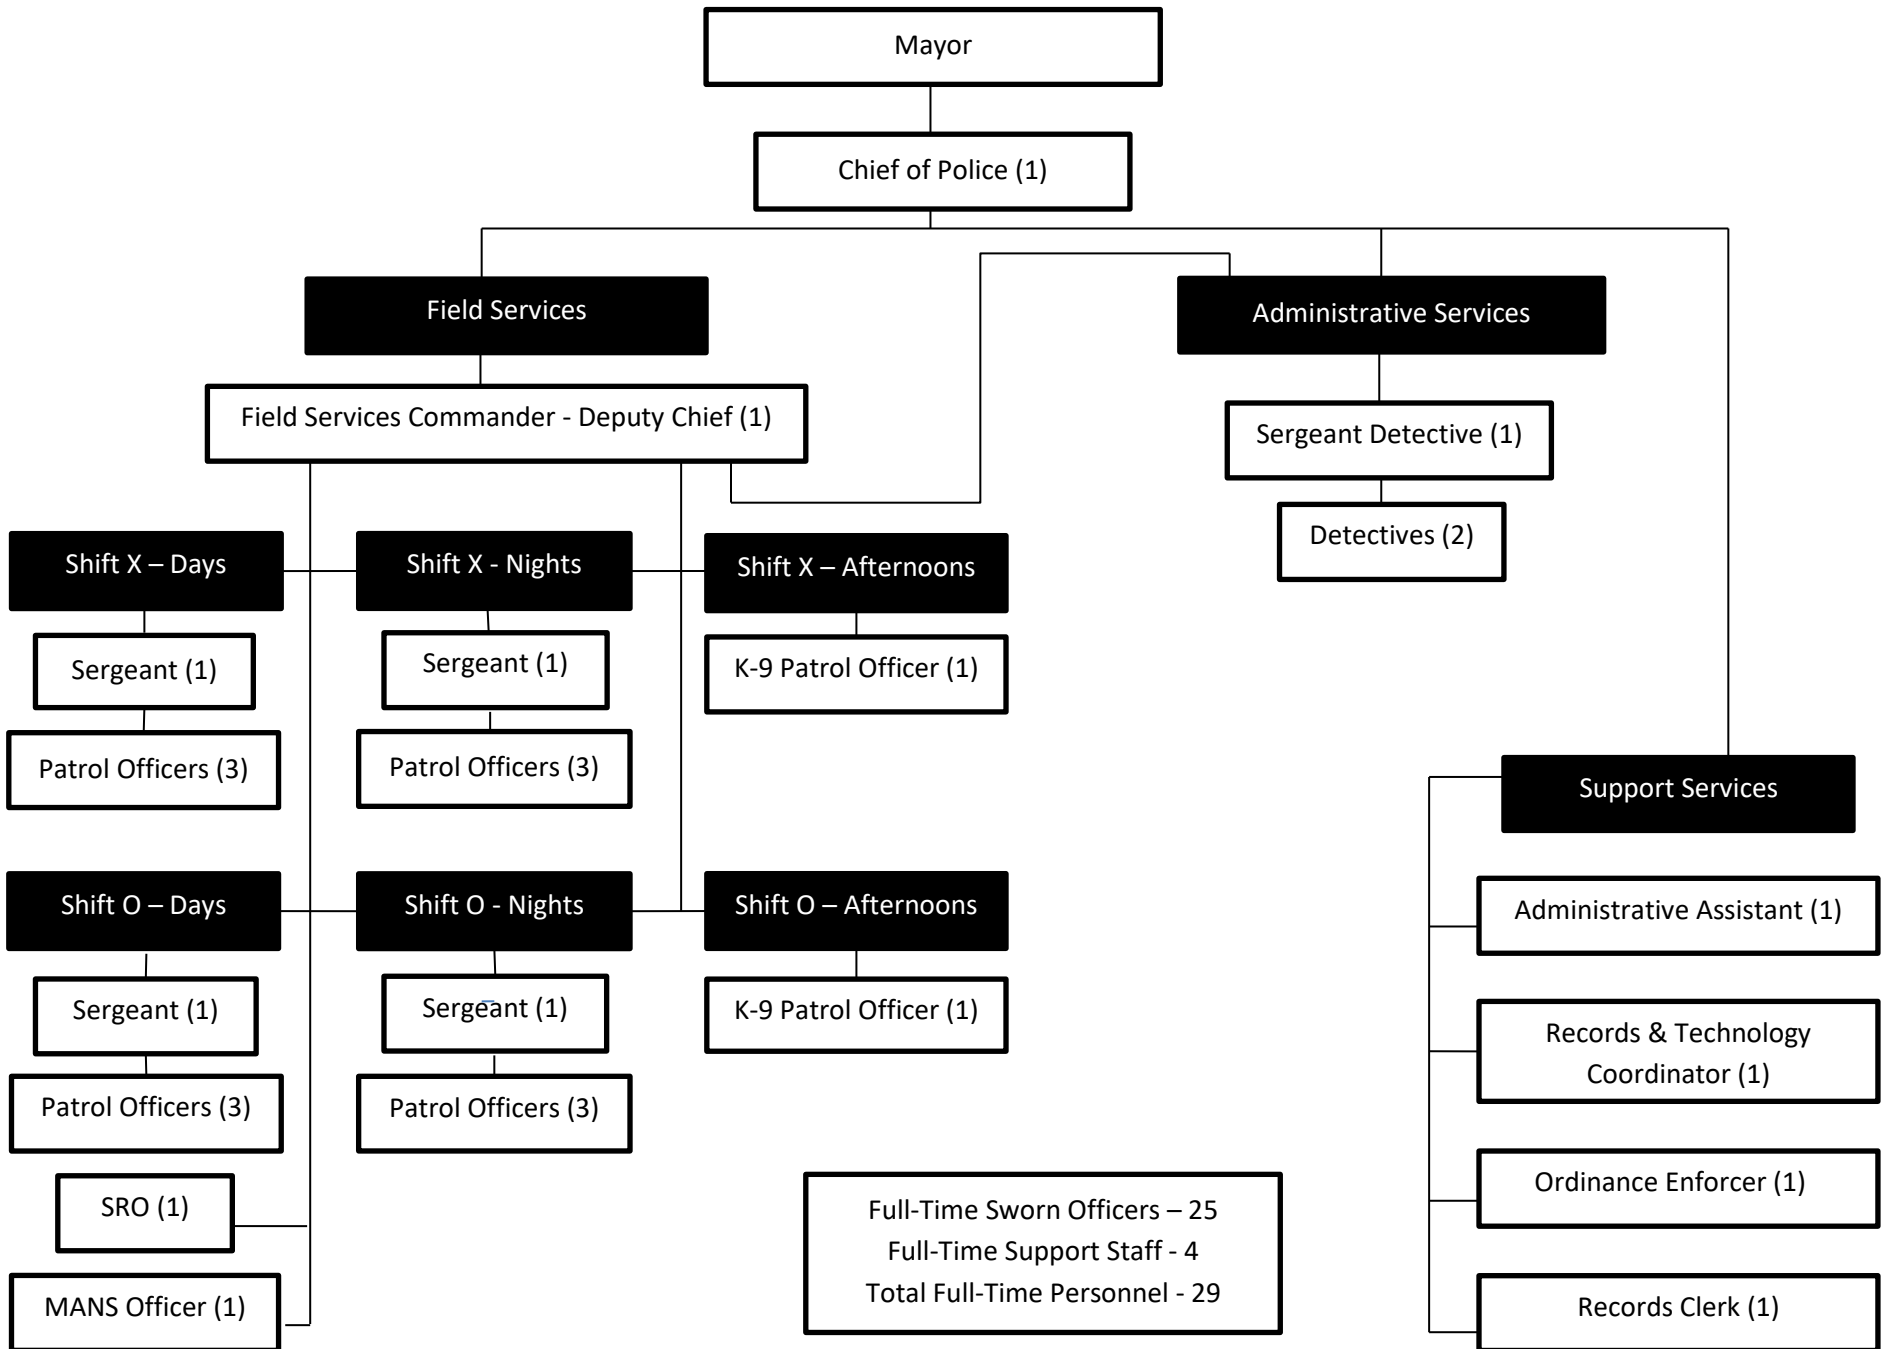 Mayor
Chief of Police (1)
Field Services
Administrative Services
Field Services Commander - Deputy Chief (1)
Sergeant Detective (1)
Detectives (2)
Shift X – Days
Shift X - Nights
Shift X – Afternoons
Sergeant (1)
Sergeant (1)
K-9 Patrol Officer (1)
Patrol Officers (3)
Patrol Officers (3)
Support Services
Shift O – Days
Shift O - Nights
Shift O – Afternoons
Administrative Assistant (1)
Sergeant (1)
Sergeant (1)
K-9 Patrol Officer (1)
Records & Technology
Coordinator (1)
Patrol Officers (3)
Patrol Officers (3)
SRO (1)
Ordinance Enforcer (1)
Full-Time Sworn Officers – 25
Full-Time Support Staff - 4
Total Full-Time Personnel - 29
MANS Officer (1)
Records Clerk (1)